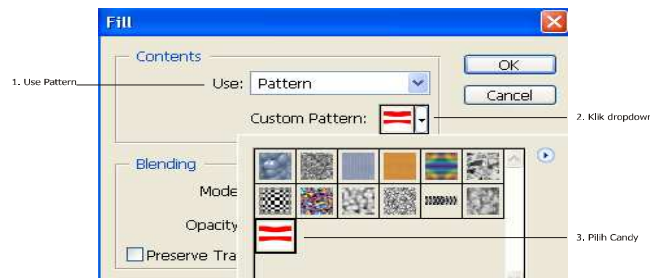 Fill
Contents
1. Use Pattern
Use: Pattern
OK
Cancel
Custom Pattern:
2. Klik dropdown
Blending
Mode
Opacity
3. Pilih Candy
Preserve Tra